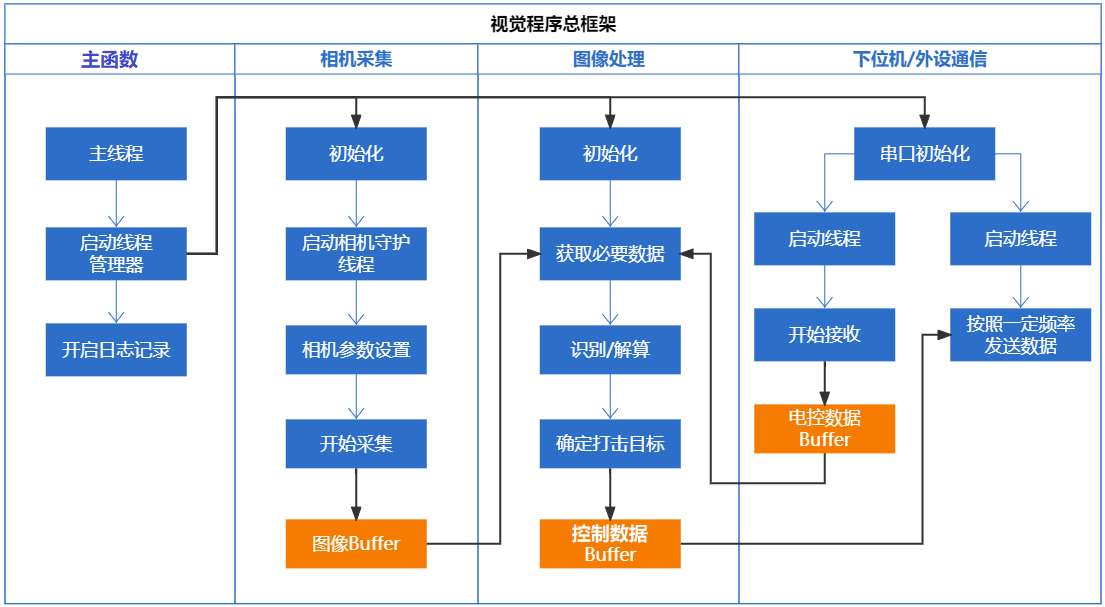 视觉程序总框架
主函数
相机采集
图像处理
下位机/外设通信
主线程
启动线程
管理器
开启日志记录
初始化
启动相机守护
线程
相机参数设置
开始采集
图像Buffer
初始化
获取必要数据
识别/解算
确定打击目标
控制数据
Buffer
串口初始化
启动线程
开始接收
电控数据
Buffer
启动线程
按照一定频率
发送数据